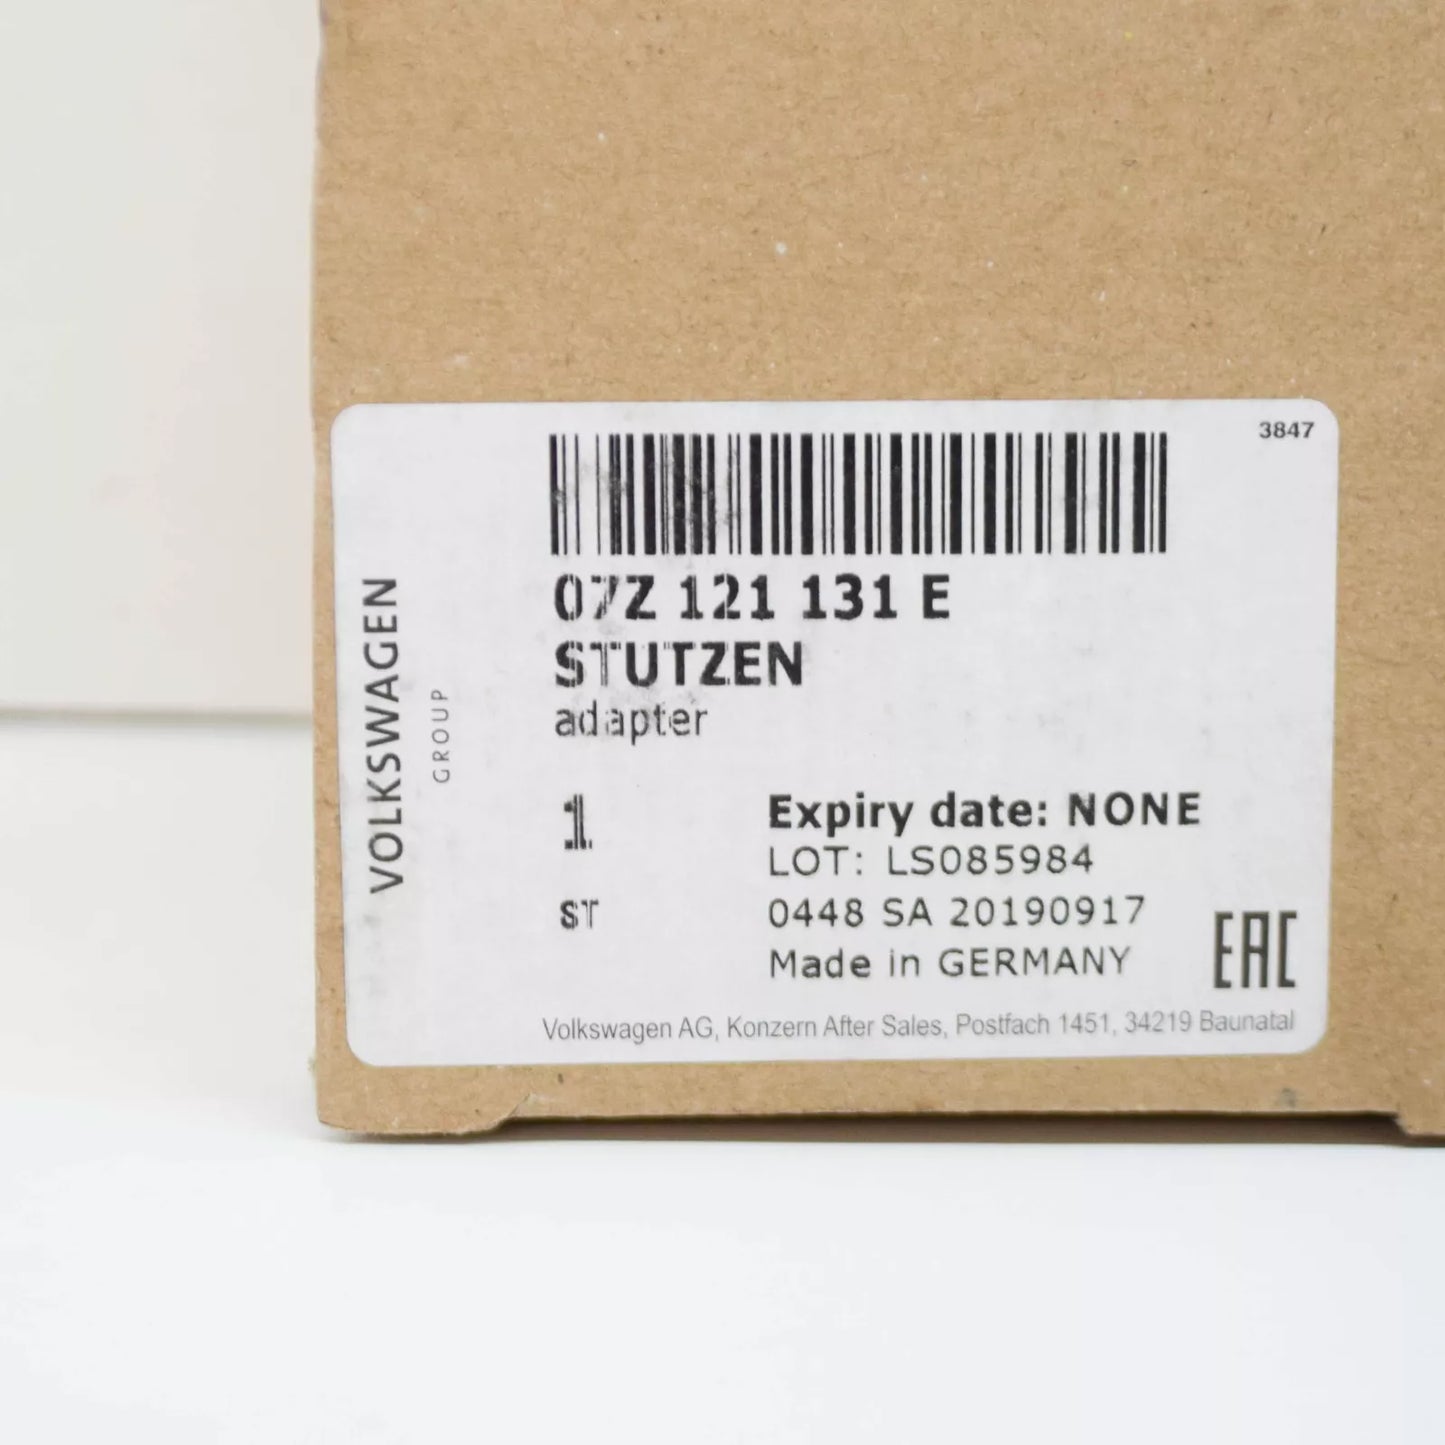 3847
07Z 121 131 E
STUTZEN
adapter
VOLKSWAGEN
GROUP
1
Expiry date: NONE
LOT: LS085984
ST
0448 SA 20190917
Made in GERMANY
EAC
Volkswagen AG, Konzern After Sales, Postfach 1451, 34219 Baunatal